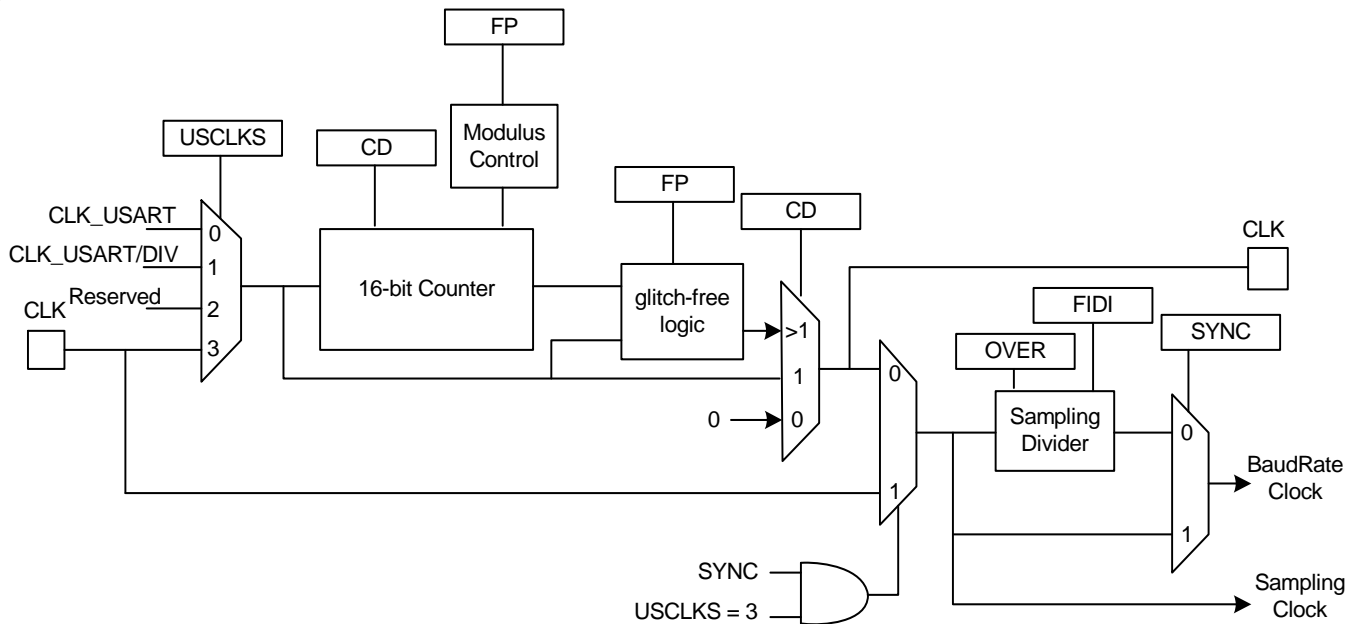 FP
USCLKS
CD
Modulus
Control
FP
CD
CLK_USART
0
CLK
CLK_USART/DIV
1
16-bit Counter
glitch-free
logic
FIDI
Reserved
2
CLK
>1
SYNC
3
OVER
0
1
Sampling
Divider
0
0
0
BaudRate
Clock
1
1
SYNC
Sampling
Clock
USCLKS = 3